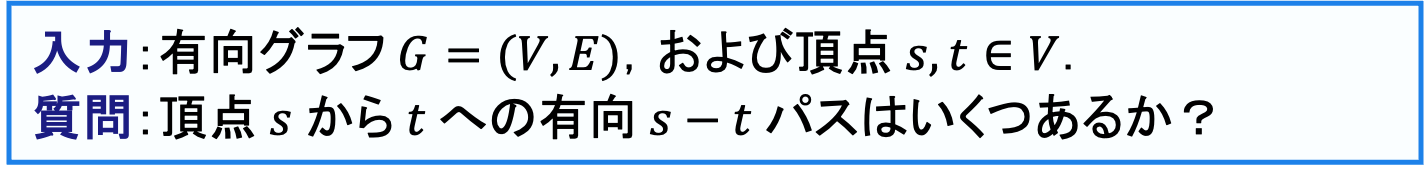 入力:有向グラフ G = (V, E), および頂点 s, t ∈ V.
質問:頂点 s から t への有向 s − t パスはいくつあるか？